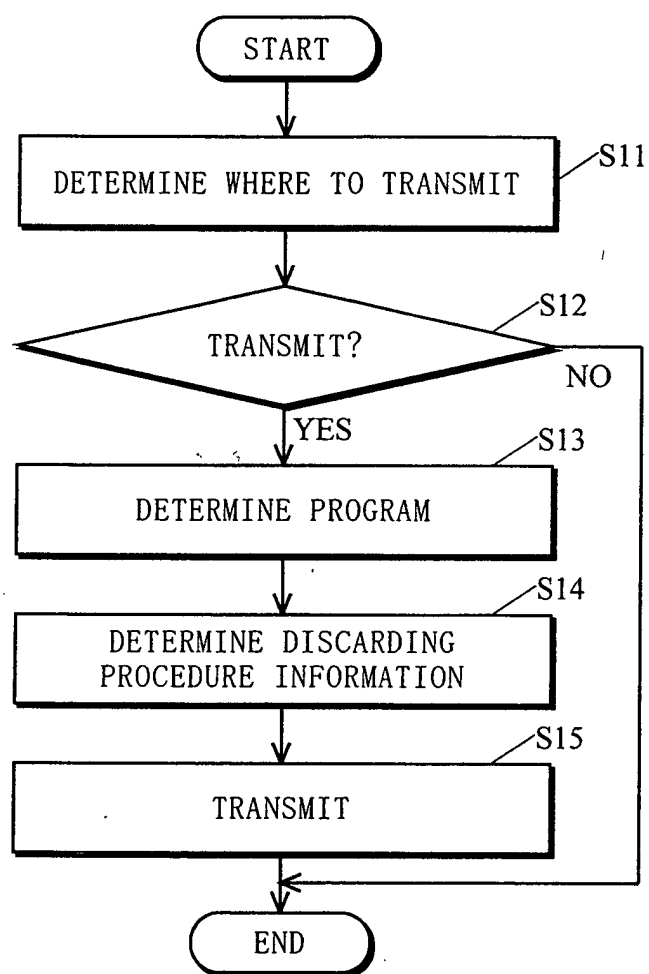 START
DETERMINE WHERE TO TRANSMIT
S11
TRANSMIT?
S12
NO
YES
S13
DETERMINE PROGRAM
S14
DETERMINE DISCARDING
PROCEDURE INFORMATION
S15
TRANSMIT
END